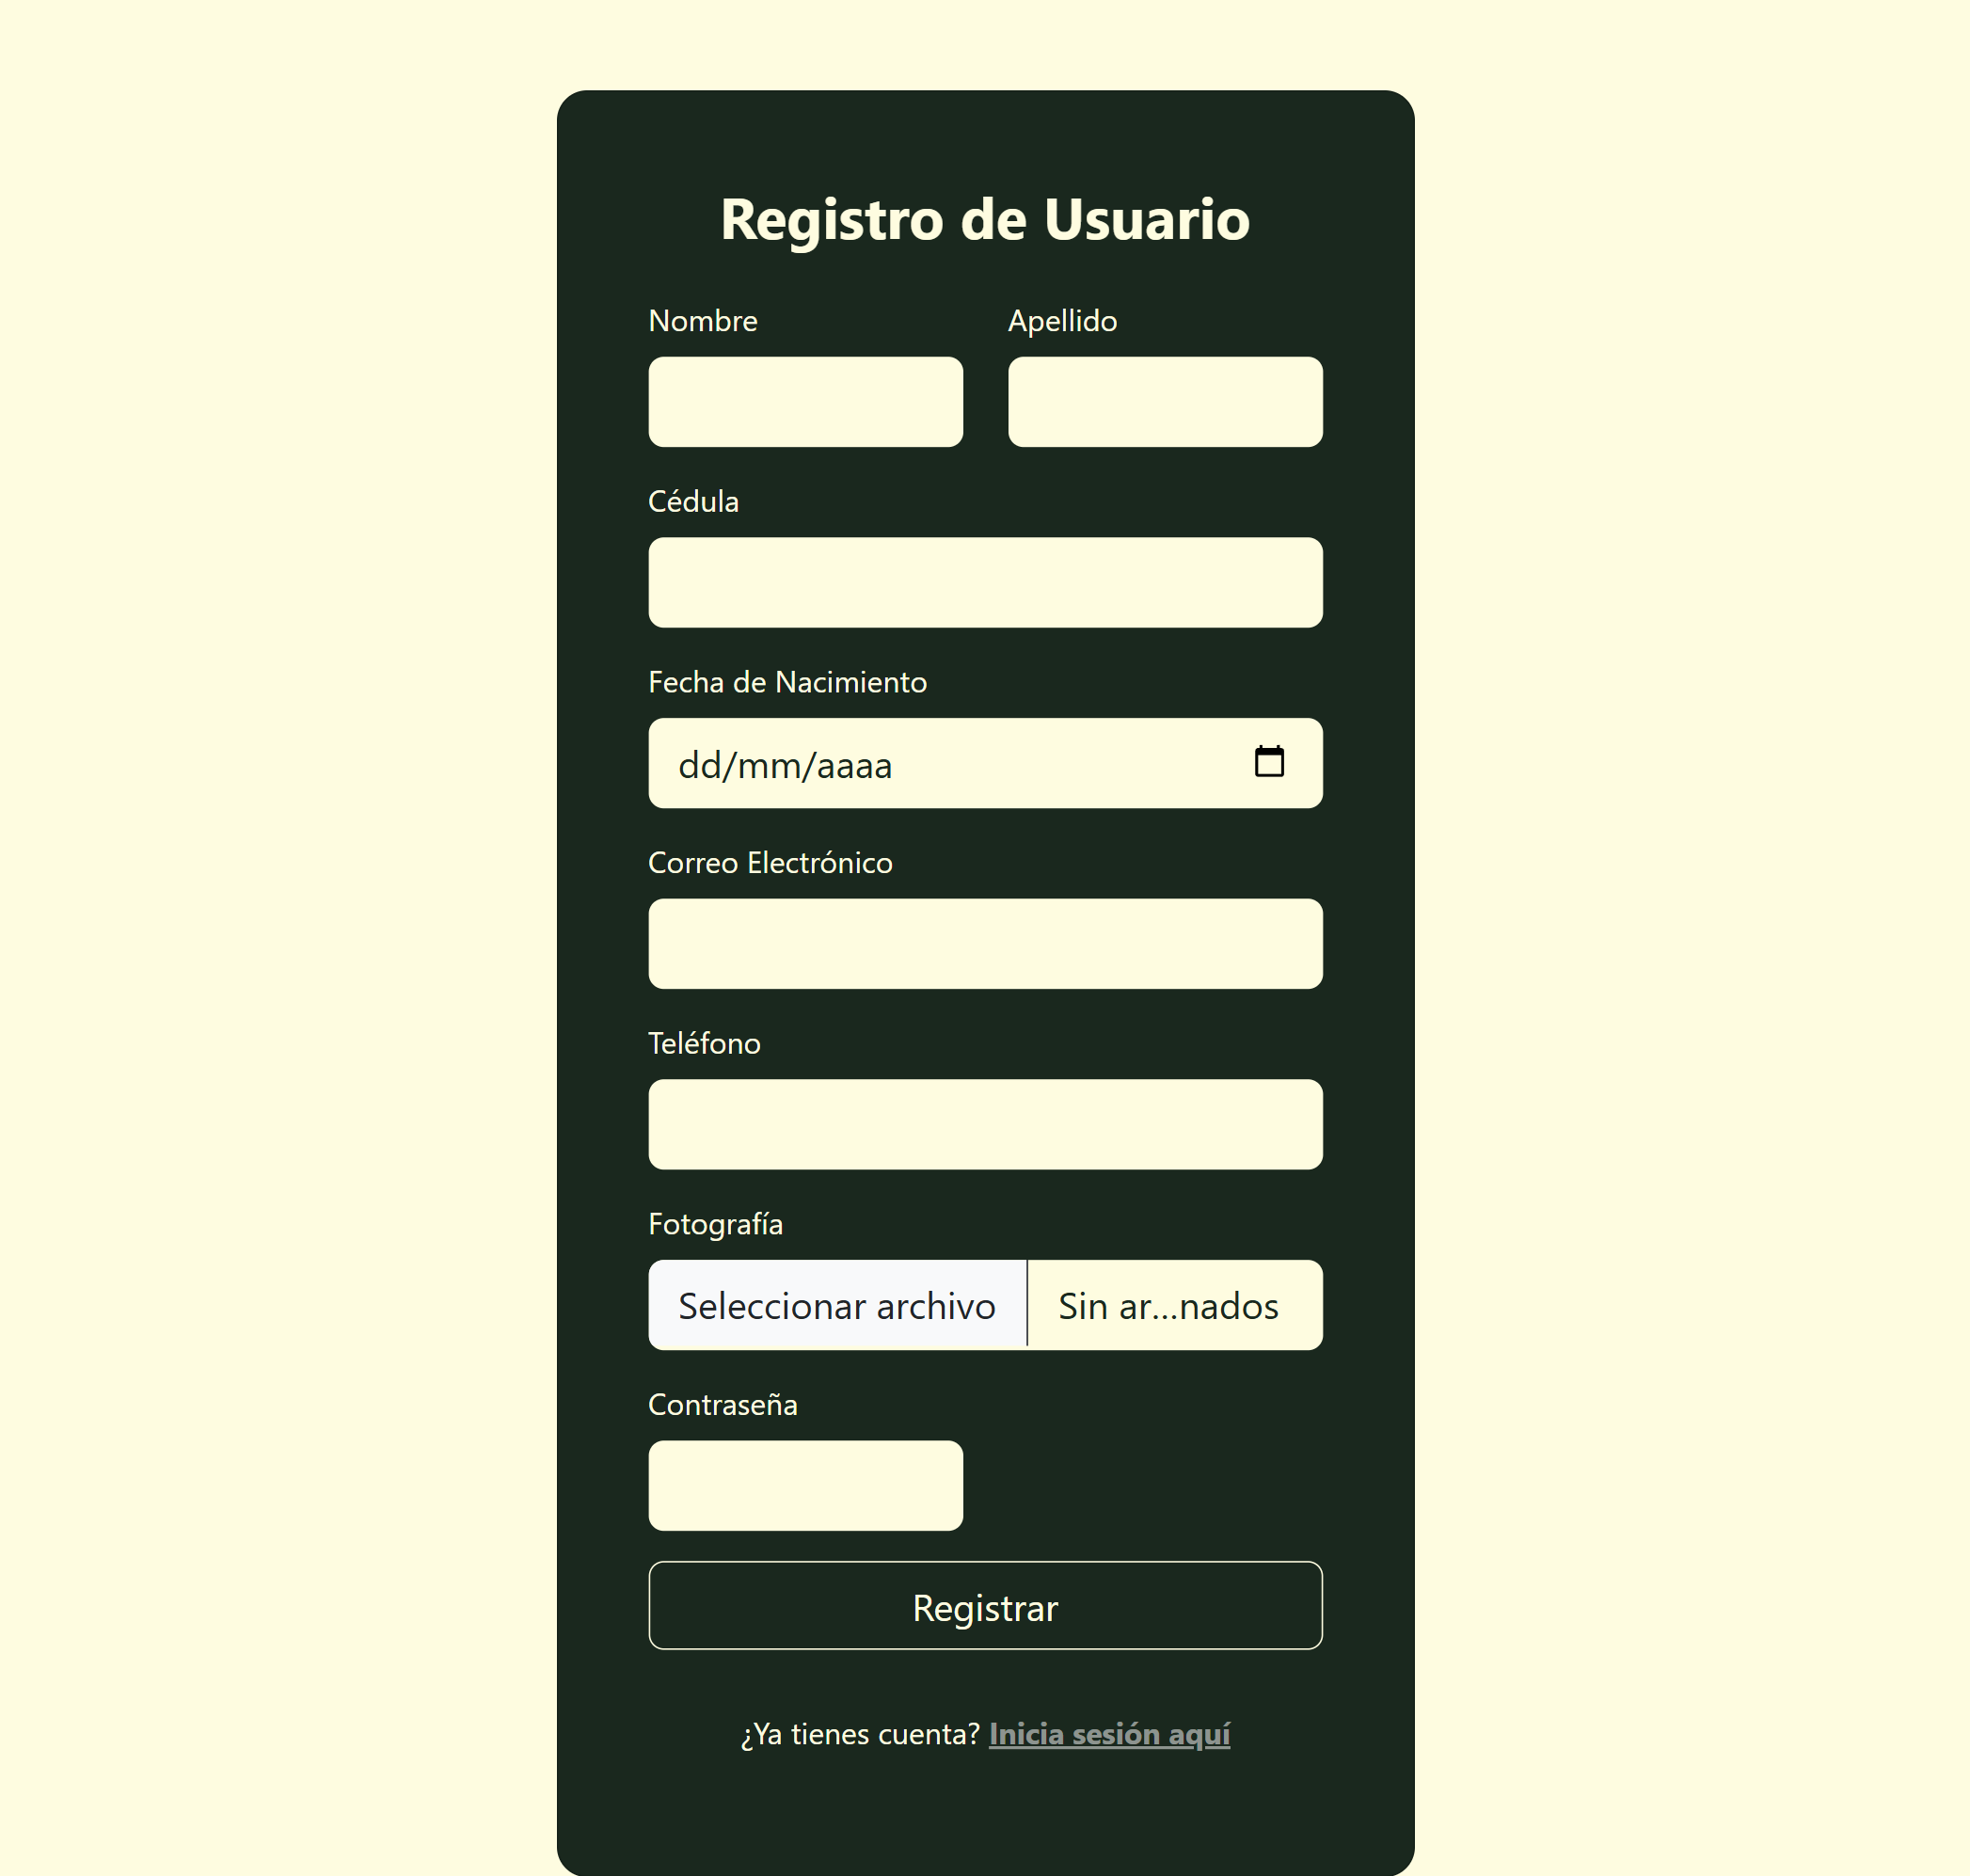 Registro de Usuario
Nombre
Apellido
Cédula
Fecha de Nacimiento
dd/mm/aaaa
Correo Electrónico
Teléfono
Fotografía
Seleccionar archivo
Sin ar...nados
Contraseña
Registrar
¿Ya tienes cuenta? Inicia sesión aquí